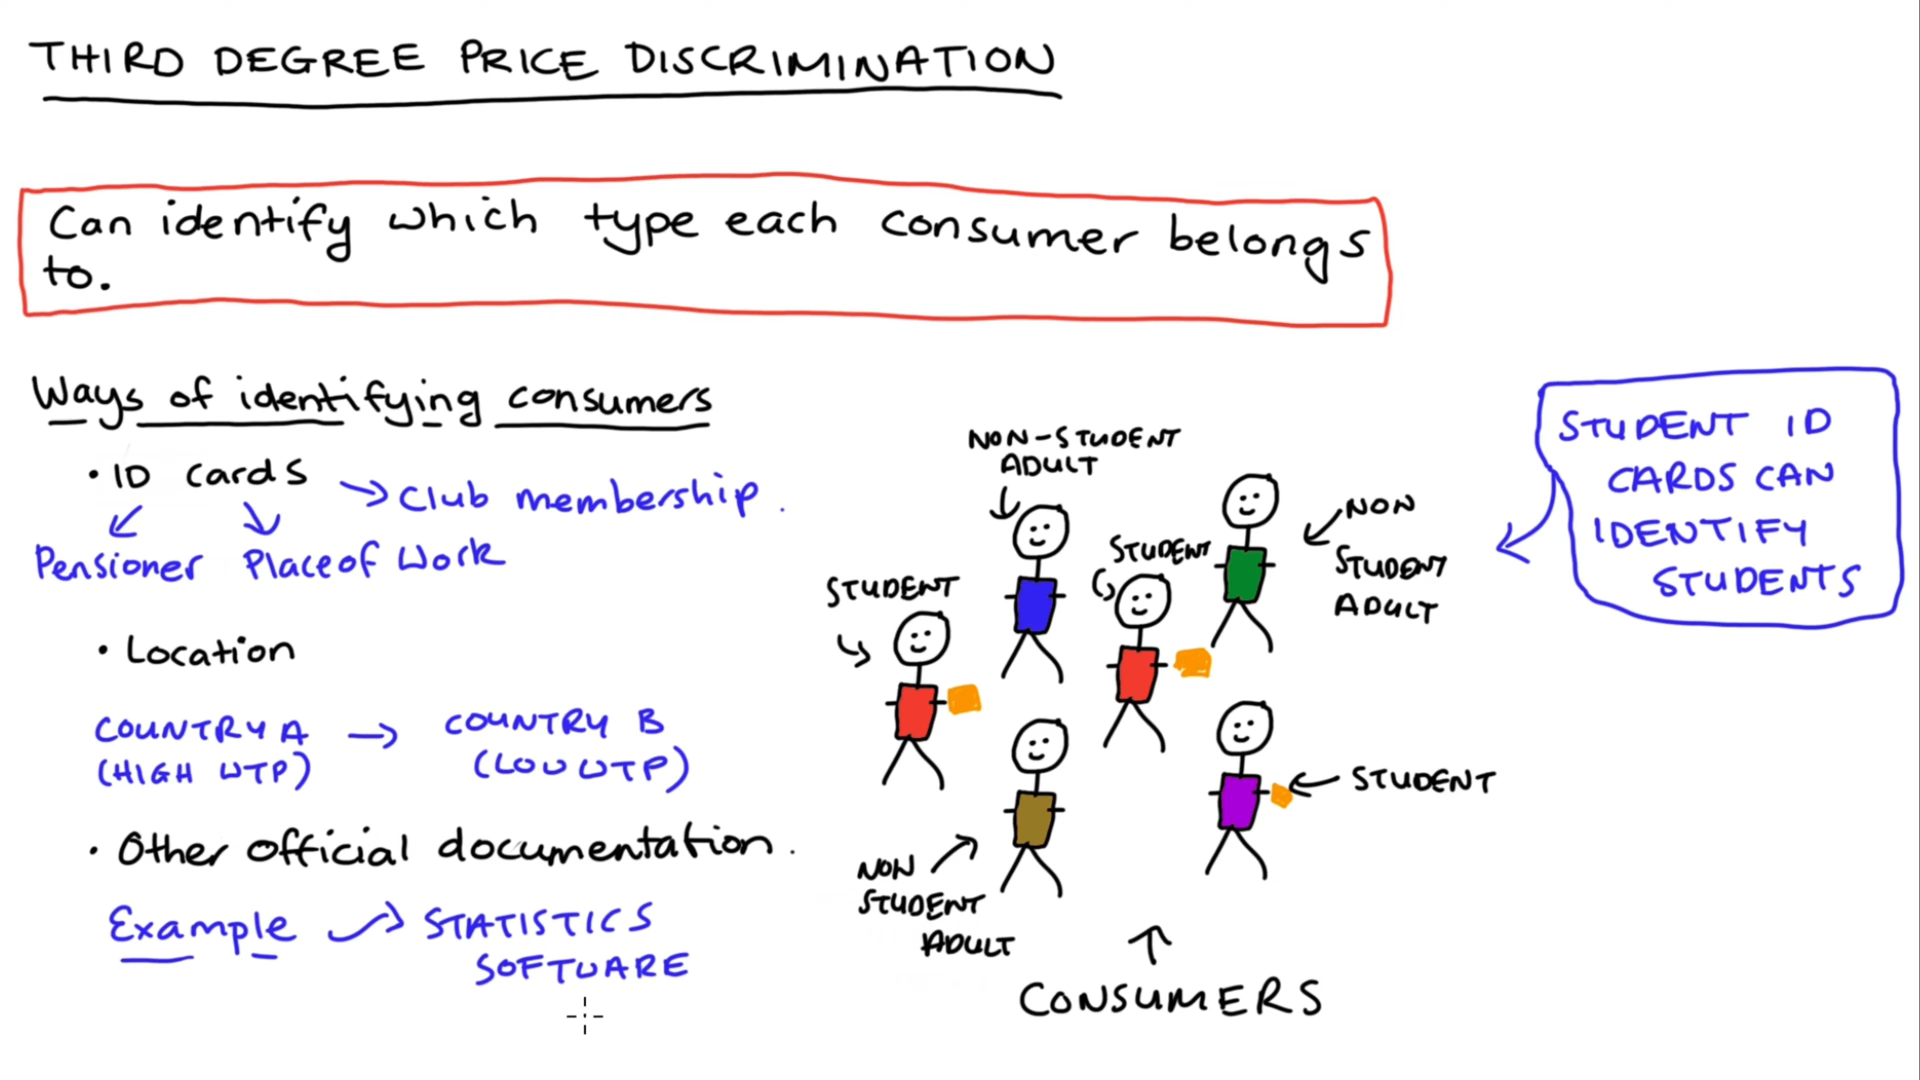 THIRD DEGREE PRICE DISCRIMINATION
Can identify which type each consumer belongs
to.
Ways of identifying consumers
• ID cards → Club membership.
Pensioner Place of Work
• Location
COUNTRY A → COUNTRY B
(HIGH WTP) (LOW WTP)
• Other official documentation.
Example → STATISTICS
SOFTWARE
NON-STUDENT
ADULT
STUDENT
STUDENT
NON
STUDENT
ADULT
STUDENT
NON
STUDENT
ADULT
CONSUMERS
STUDENT ID
CARDS CAN
IDENTIFY
STUDENTS